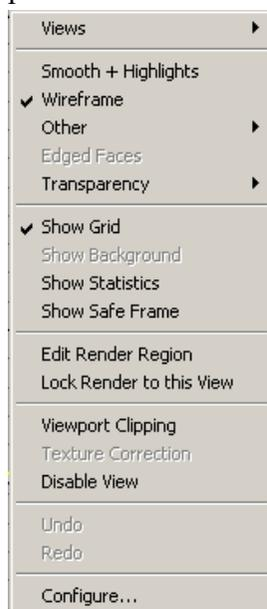 Views
Smooth + Highlights
Wireframe
Other
Edged Faces
Transparency
Show Grid
Show Background
Show Statistics
Show Safe Frame
Edit Render Region
Lock Render to this View
Viewport Clipping
Texture Correction
Disable View
Undo
Redo
Configure...